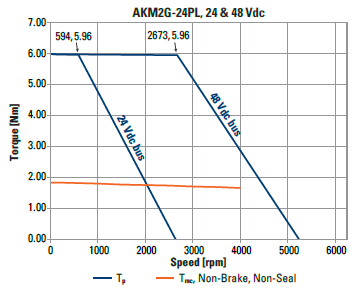 AKM2G-24PL, 24 & 48 Vdc
7.00
594, 5.96
2673, 5.96
6.00
5.00
4.00
3.00
2.00
1.00
0.00
Torque [Nm]
24 Vdc bus
48 Vdc bus
0
1000
2000
3000
4000
5000
6000
Speed [rpm]
Tp
Tmc, Non-Brake, Non-Seal